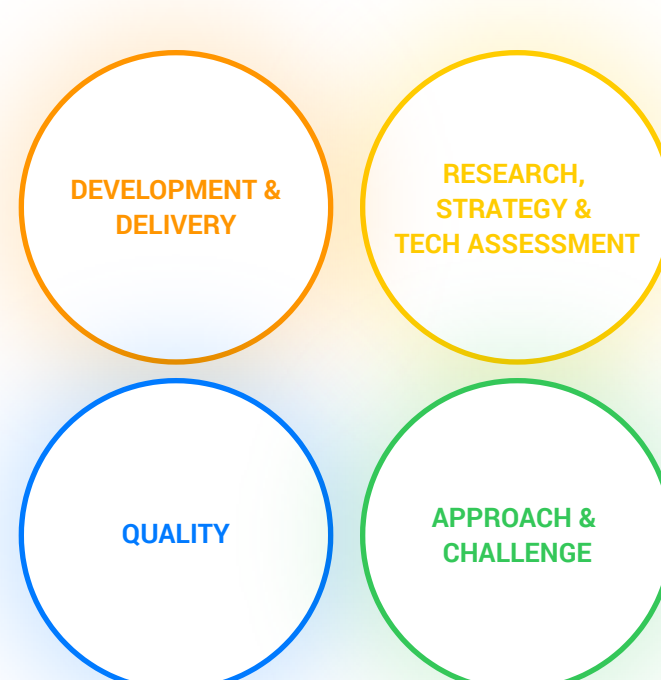 DEVELOPMENT &
DELIVERY
RESEARCH,
STRATEGY &
TECH ASSESSMENT
QUALITY
APPROACH &
CHALLENGE